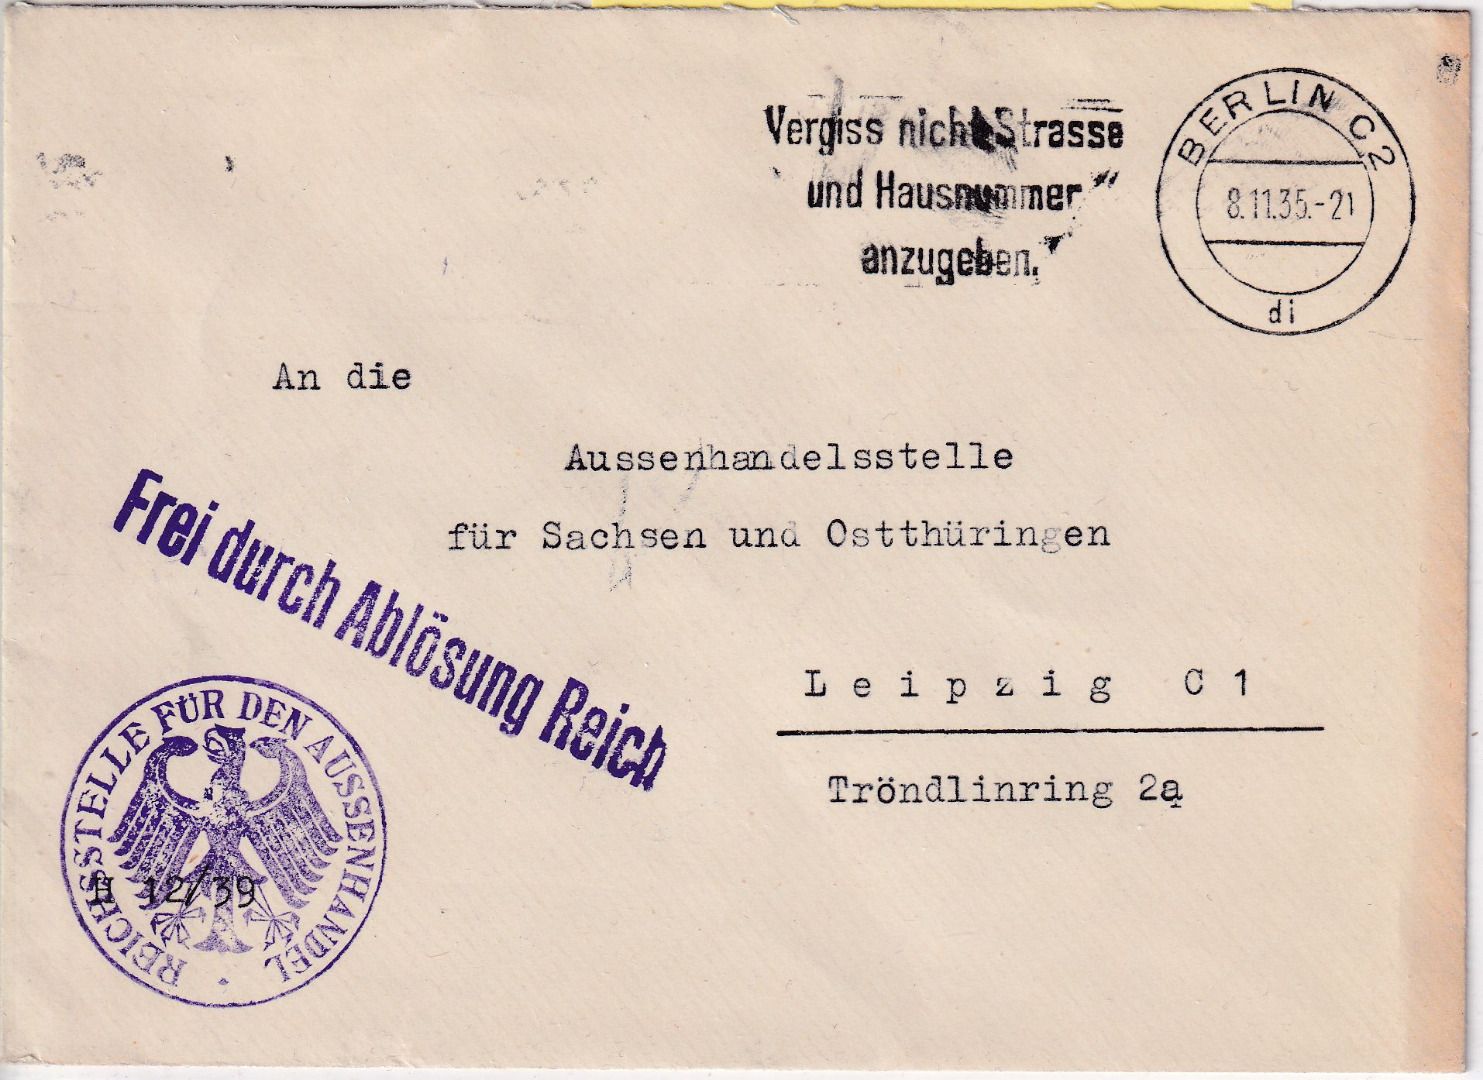 Vergiss nicht Strasse
und Hausnummer
anzugeben.
BERLIN C2
8.11.35.-21
di
An die
Aussenhandelsstelle
für Sachsen und Ostthüringen
Leipzig C 1
Tröndlinring 2a
Frei durch Ablösung Reich
REICHSSTELLE FÜR DEN AUSSENHANDEL
H 12/39